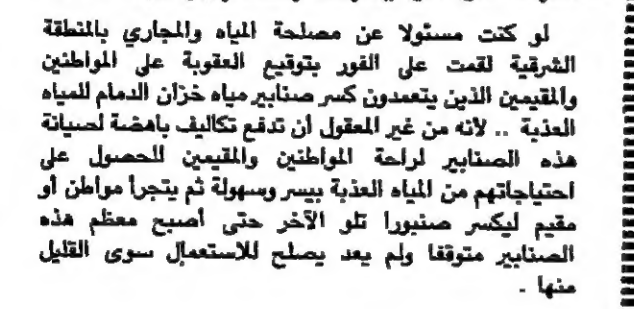 لو كنت مسئولا عن مصلحة المياه والمجاري بالمنطقة
الشرقية لقمت على الفور بتوقيع العقوبة على المواطنين
والمقيمين الذين يتعمدون كسر صنابير مياه خزان الدمام للمياه
العذبة .. لأنه من غير المعقول أن تدفع تكاليف باهضة لصيانة
هذه الصنابير لراحة المواطنين والمقيمين للحصول على
احتياجاتهم من المياه العذبة بيسر وسهولة ثم يتجرأ مواطن أو
مقيم ليكسر صنبورا تلو الآخر حتى أصبح معظم هذه
الصنابير متوقفا ولم يعد يصلح للاستعمال سوى القليل
منها .